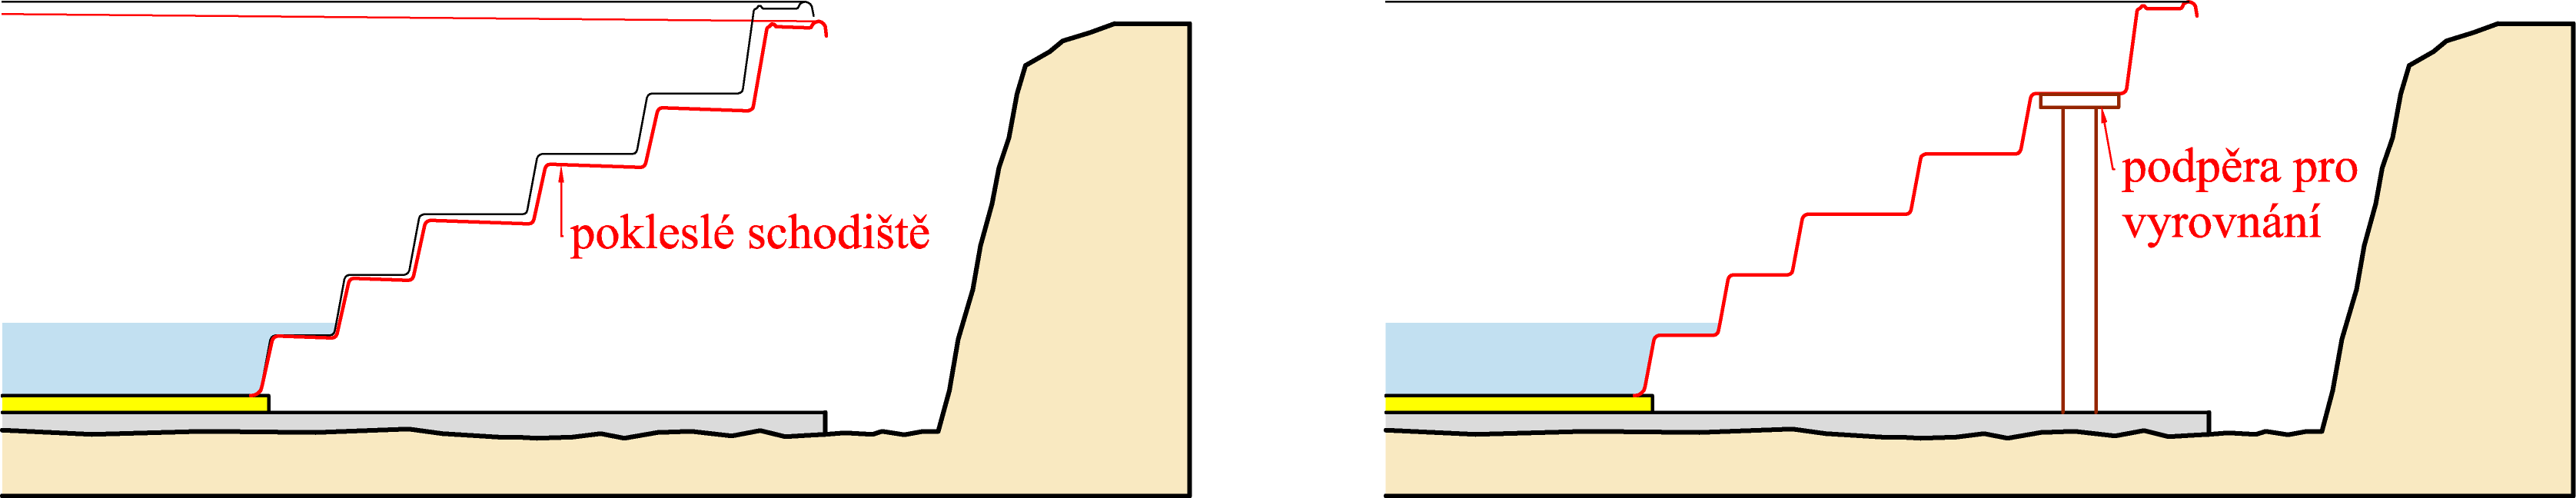 pokleslé schodiště
podpěra pro
vyrovnání